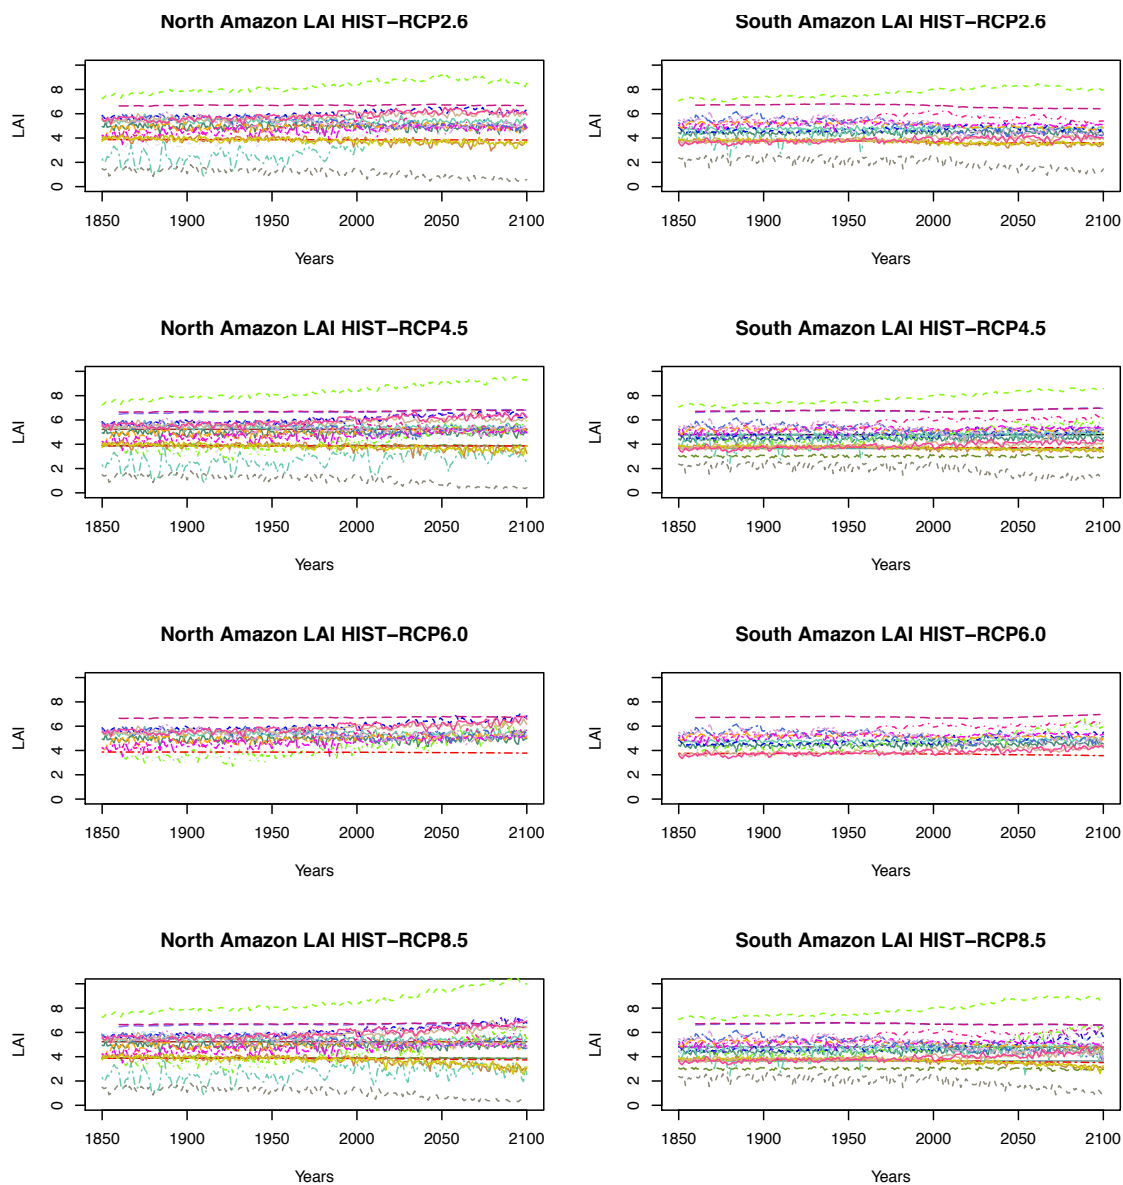 North Amazon LAI HIST−RCP2.6
LAI
0 2 4 6 8
1850 1900 1950 2000 2050 2100
Years
South Amazon LAI HIST−RCP2.6
LAI
0 2 4 6 8
1850 1900 1950 2000 2050 2100
Years
North Amazon LAI HIST−RCP4.5
LAI
0 2 4 6 8
1850 1900 1950 2000 2050 2100
Years
South Amazon LAI HIST−RCP4.5
LAI
0 2 4 6 8
1850 1900 1950 2000 2050 2100
Years
North Amazon LAI HIST−RCP6.0
LAI
0 2 4 6 8
1850 1900 1950 2000 2050 2100
Years
South Amazon LAI HIST−RCP6.0
LAI
0 2 4 6 8
1850 1900 1950 2000 2050 2100
Years
North Amazon LAI HIST−RCP8.5
LAI
0 2 4 6 8
1850 1900 1950 2000 2050 2100
Years
South Amazon LAI HIST−RCP8.5
LAI
0 2 4 6 8
1850 1900 1950 2000 2050 2100
Years